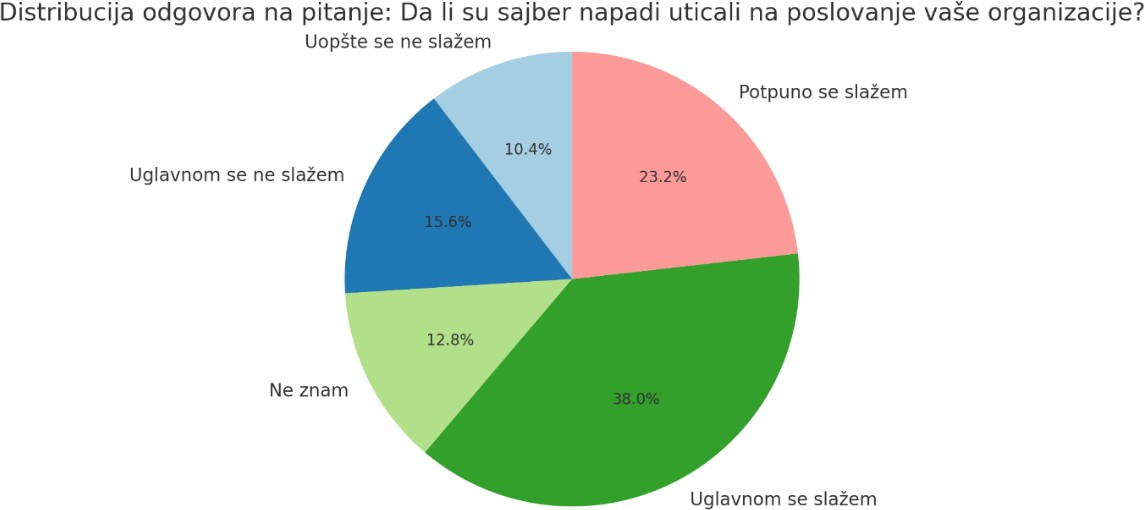 Distribucija odgovora na pitanje: Da li su sajber napadi uticali na poslovanje vaše organizacije?
Uopšte se ne slažem
Potpuno se slažem
10.4%
23.2%
Uglavnom se ne slažem
15.6%
12.8%
Ne znam
38.0%
Uglavnom se slažem